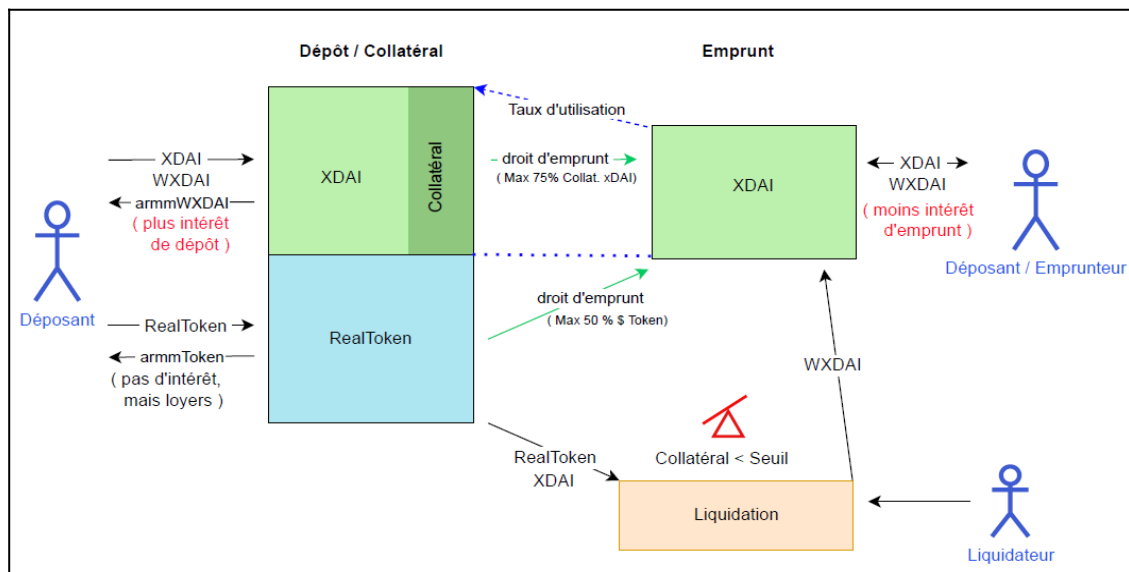 Dépôt / Collatéral
Emprunt
Taux d'utilisation
XDAI
WXDAI
armmWXDAI
( plus intérêt
de dépôt )
XDAI
Collatéral
droit d'emprunt
( Max 75% Collat. xDAI)
XDAI
XDAI
WXDAI
( moins intérêt
d'emprunt )
Déposant
Déposant / Emprunteur
RealToken
armmToken
( pas d'intérêt,
mais loyers )
RealToken
droit d'emprunt
( Max 50 % $ Token)
WXDAI
RealToken
XDAI
Collatéral < Seuil
Liquidation
Liquidateur